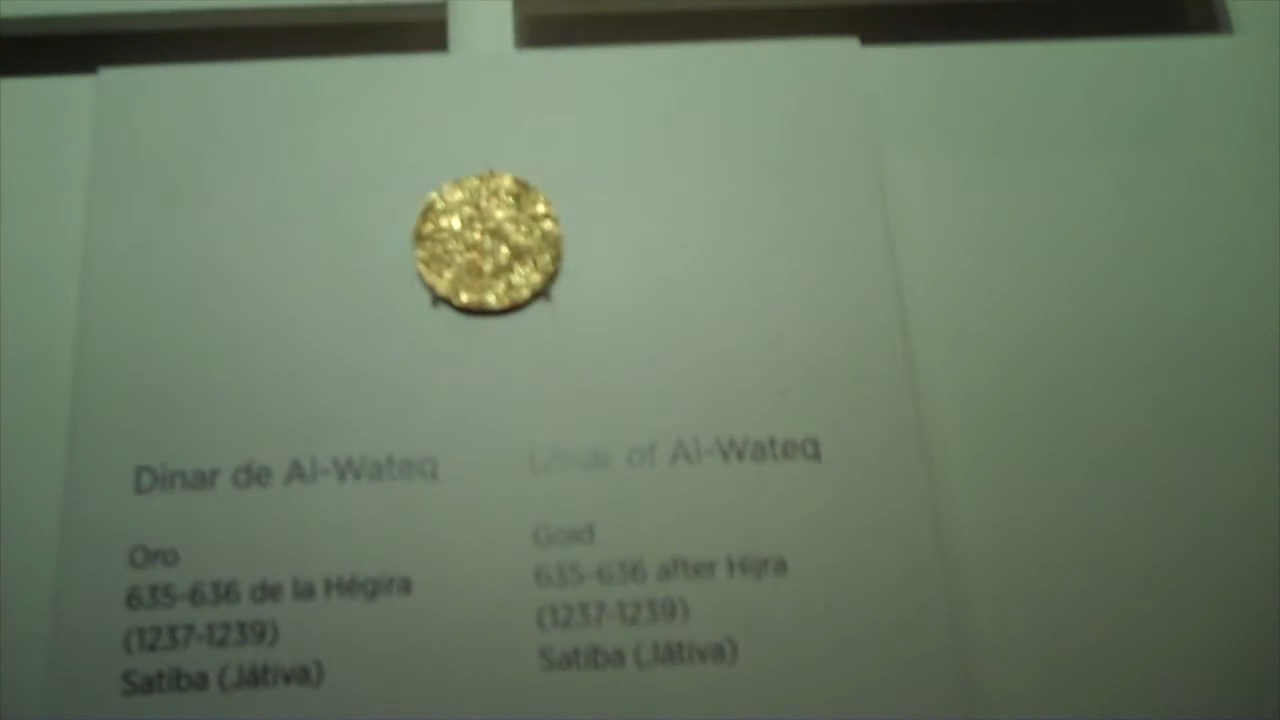 Dinar de Al-Wateq
Oro
635-636 de la Hégira
(1237-1239)
Satiba (Játiva)
Dinar of Al-Wateq
Gold
635-636 after Hijra
(1237-1239)
Satiba (Játiva)